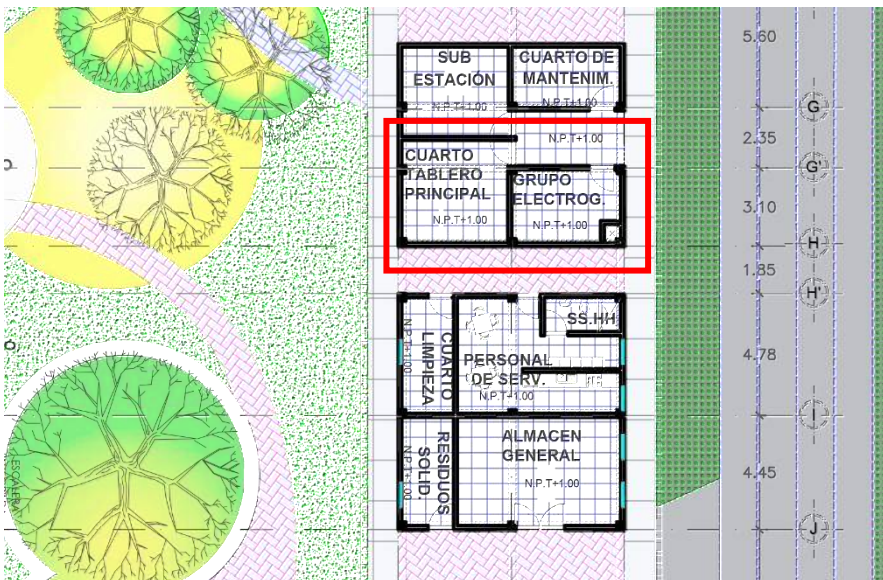 SUB
ESTACIÓN
N.P.T+1.00
CUARTO DE
MANTENIM.
N.P.T+1.00
N.P.T+1.00
CUARTO
TABLERO
PRINCIPAL
N.P.T+1.00
GRUPO
ELECTROG.
N.P.T+1.00
CUARTO
LIMPIEZA
N.P.T+1.00
PERSONAL
DE SERV.
N.P.T+1.00
SS.HH
RESIDUOS
SOLID.
N.P.T+1.00
ALMACEN
GENERAL
N.P.T+1.00
5.60
G
2.35
G'
3.10
H
1.85
H'
4.78
I
4.45
J
O
O
ESCALERA